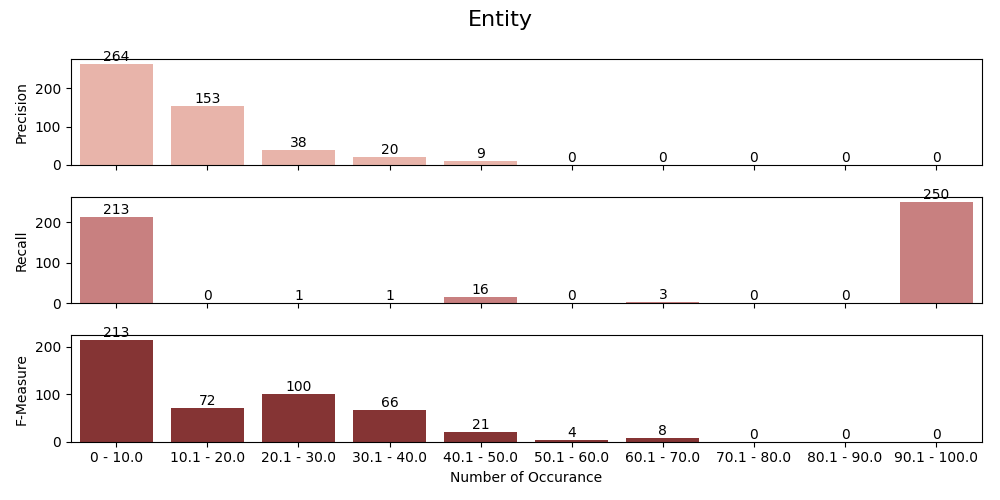 Entity
Precision
200
100
0
264
153
38
20
9
0
0
0
0
0
Recall
200
100
0
213
0
1
1
16
0
3
0
0
250
F-Measure
200
100
0
213
72
100
66
21
4
8
0
0
0
0 - 10.0
10.1 - 20.0
20.1 - 30.0
30.1 - 40.0
40.1 - 50.0
50.1 - 60.0
60.1 - 70.0
70.1 - 80.0
80.1 - 90.0
90.1 - 100.0
Number of Occurance